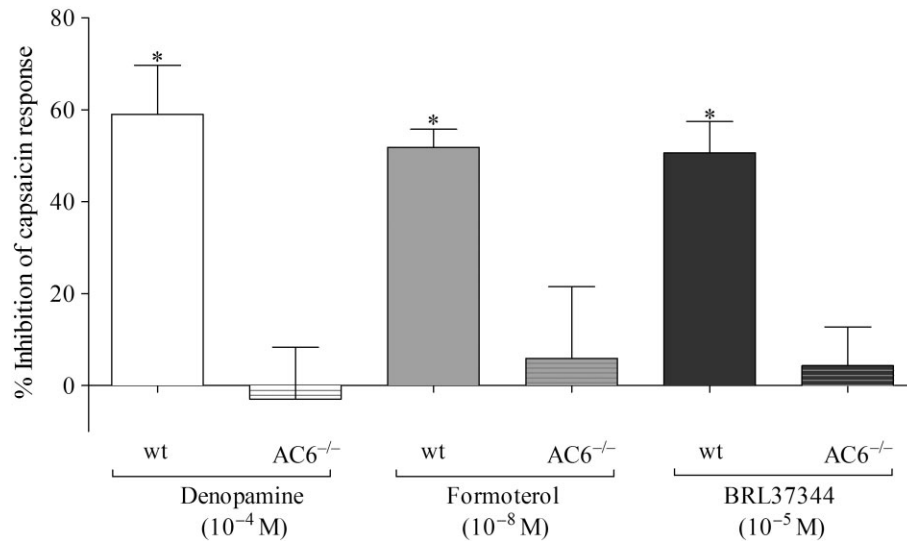 % Inhibition of capsaicin response
80
60
40
20
0
*
*
*
wt
AC6⁻/⁻
wt
AC6⁻/⁻
wt
AC6⁻/⁻
Denopamine
(10⁻⁴ M)
Formoterol
(10⁻⁸ M)
BRL37344
(10⁻⁵ M)